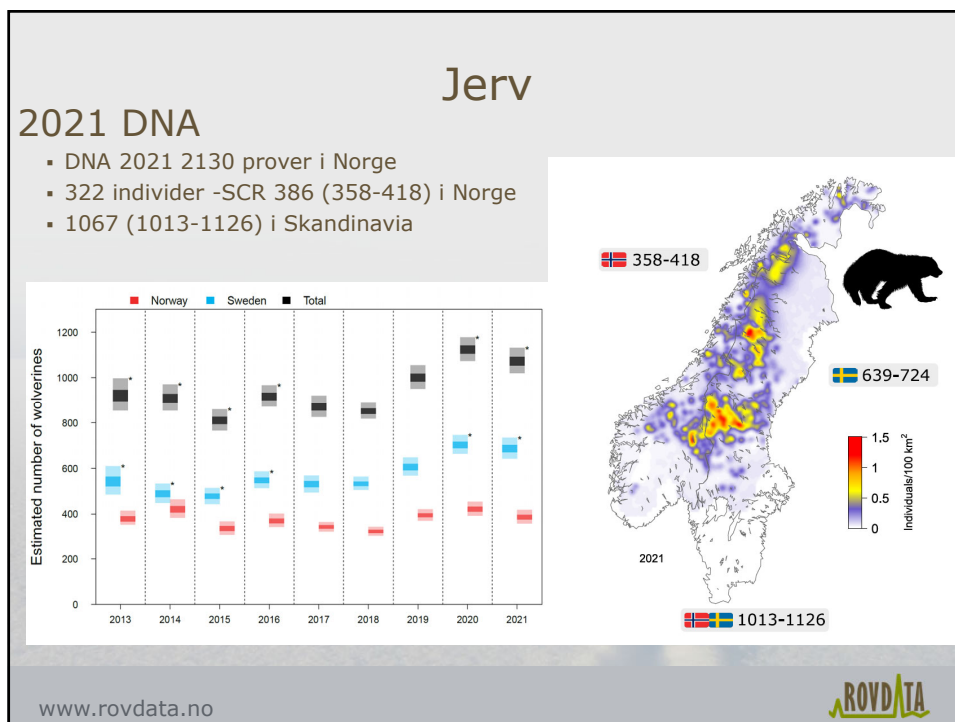 Jerv
2021 DNA
▪ DNA 2021 2130 prover i Norge
▪ 322 individer -SCR 386 (358-418) i Norge
▪ 1067 (1013-1126) i Skandinavia
Norway Sweden Total
Estimated number of wolverines
1200
1000
800
600
400
200
0
* * * * * *
* * * * * *
2013 2014 2015 2016 2017 2018 2019 2020 2021
358-418
639-724
1.5
1
0.5
0
Individuals/100 km²
2021
1013-1126
www.rovdata.no
ROVDATA